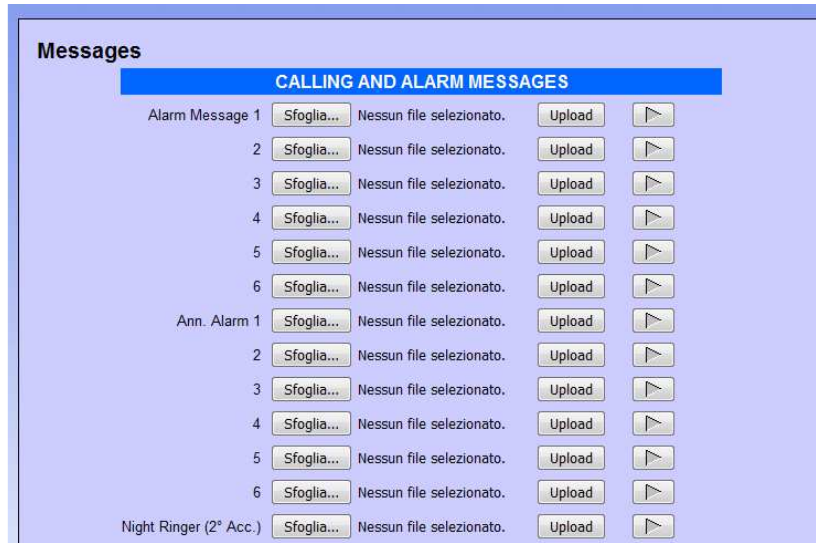 Messages
CALLING AND ALARM MESSAGES
Alarm Message 1 Sfoglia... Nessun file selezionato. Upload
2 Sfoglia... Nessun file selezionato. Upload
3 Sfoglia... Nessun file selezionato. Upload
4 Sfoglia... Nessun file selezionato. Upload
5 Sfoglia... Nessun file selezionato. Upload
6 Sfoglia... Nessun file selezionato. Upload
Ann. Alarm 1 Sfoglia... Nessun file selezionato. Upload
2 Sfoglia... Nessun file selezionato. Upload
3 Sfoglia... Nessun file selezionato. Upload
4 Sfoglia... Nessun file selezionato. Upload
5 Sfoglia... Nessun file selezionato. Upload
6 Sfoglia... Nessun file selezionato. Upload
Night Ringer (2° Acc.) Sfoglia... Nessun file selezionato. Upload